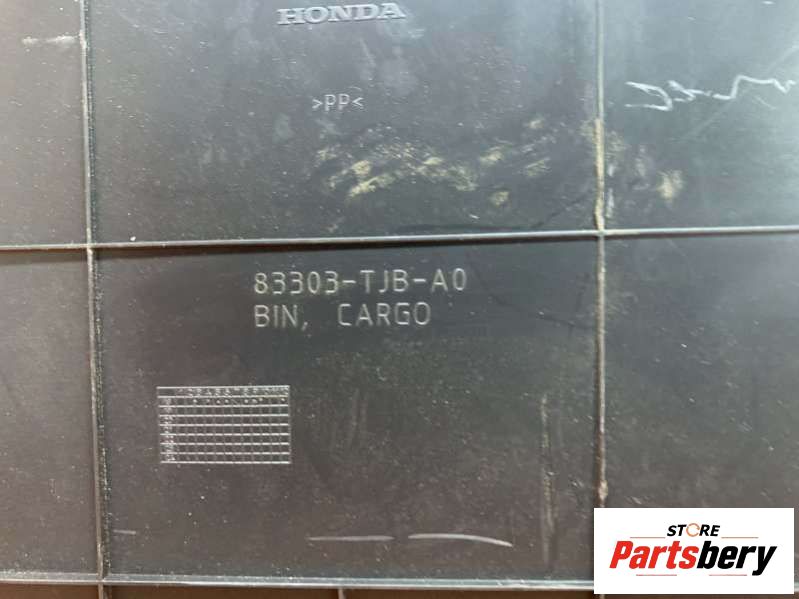 HONDA
>PP<
83303-TJB-A0
BIN, CARGO
STORE
Partsbery